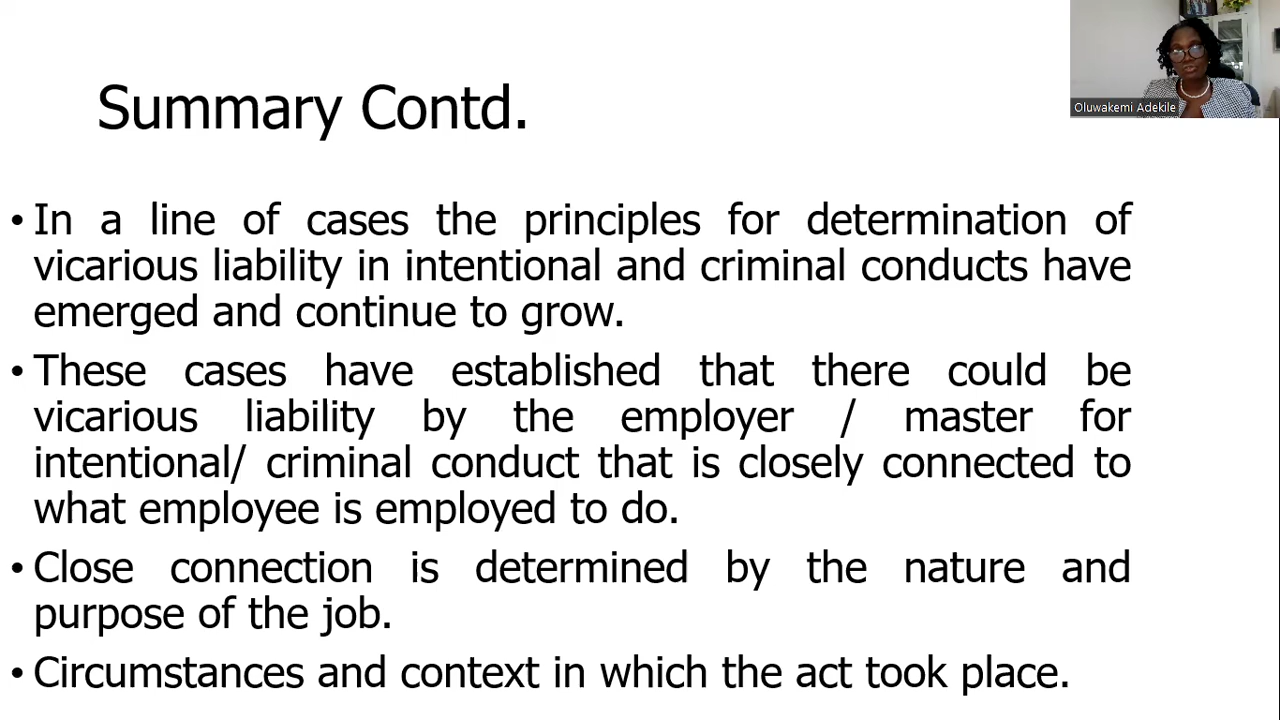 Summary Contd.
Oluwakemi Adekile
• In a line of cases the principles for determination of
vicarious liability in intentional and criminal conducts have
emerged and continue to grow.
• These cases have established that there could be
vicarious liability by the employer / master for
intentional/ criminal conduct that is closely connected to
what employee is employed to do.
• Close connection is determined by the nature and
purpose of the job.
• Circumstances and context in which the act took place.